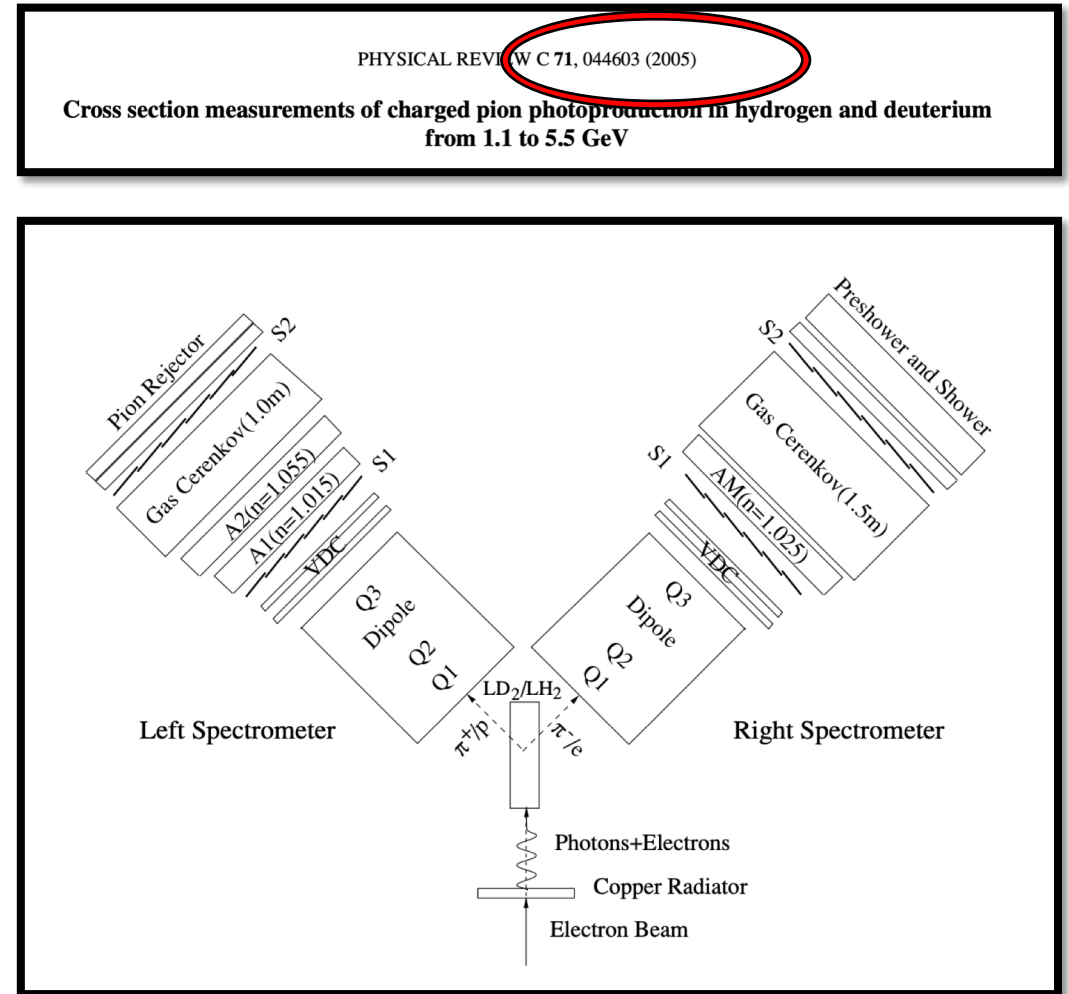 PHYSICAL REVIEW C 71, 044603 (2005)
Cross section measurements of charged pion photoproduction in hydrogen and deuterium
from 1.1 to 5.5 GeV
Pion Rejector
S2
Gas Cerenkov(1.0m)
A2(n=1.055)
A1(n=1.015)
S1
VDC
Q3
Dipole
Q2
Q1
Left Spectrometer
π+/p
LD2/LH2
π-/e
Preshower and Shower
S2
Gas Cerenkov(1.5m)
S1
AM(n=1.025)
VDC
Q3
Dipole
Q2
Q1
Right Spectrometer
Photons+Electrons
Copper Radiator
Electron Beam